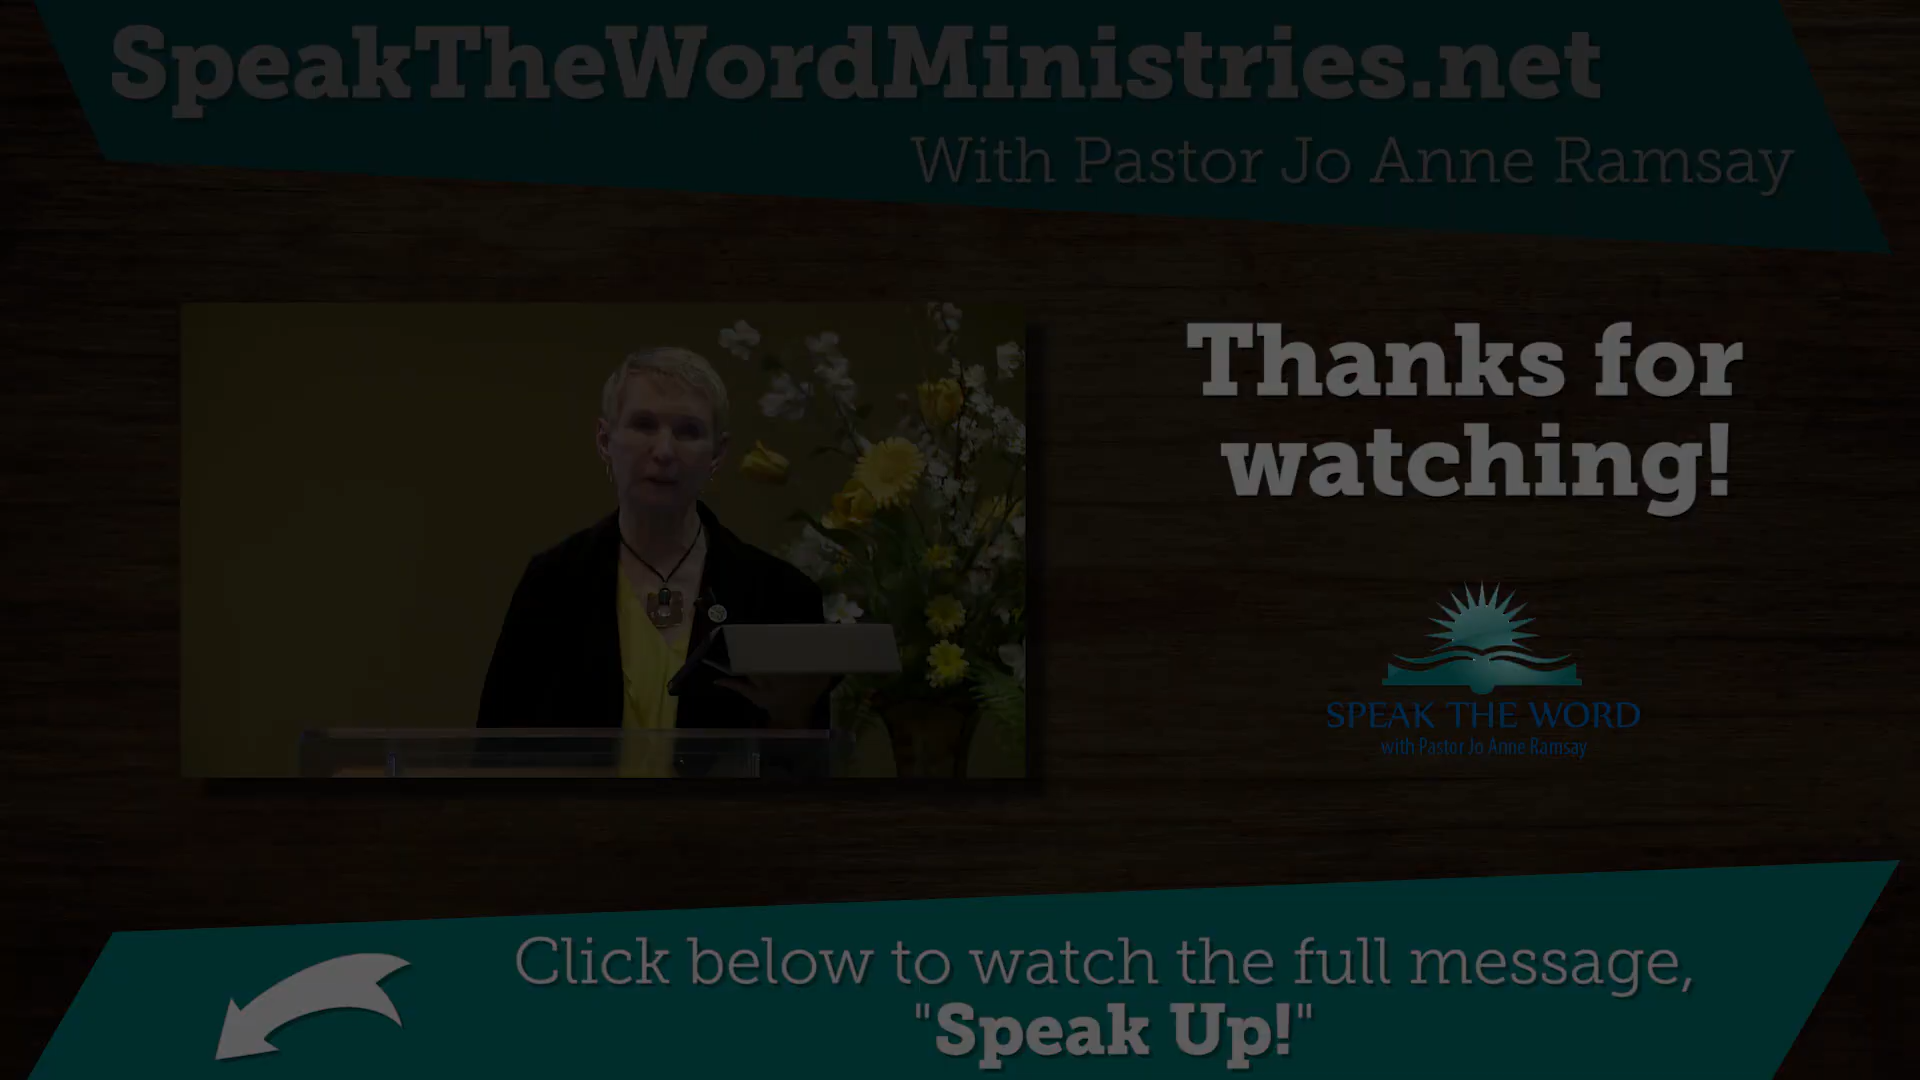 SpeakTheWordMinistries.net
With Pastor Jo Anne Ramsay
Thanks for
watching!
SPEAK THE WORD
with Pastor Jo Anne Ramsay
Click below to watch the full message,
"Speak Up!"